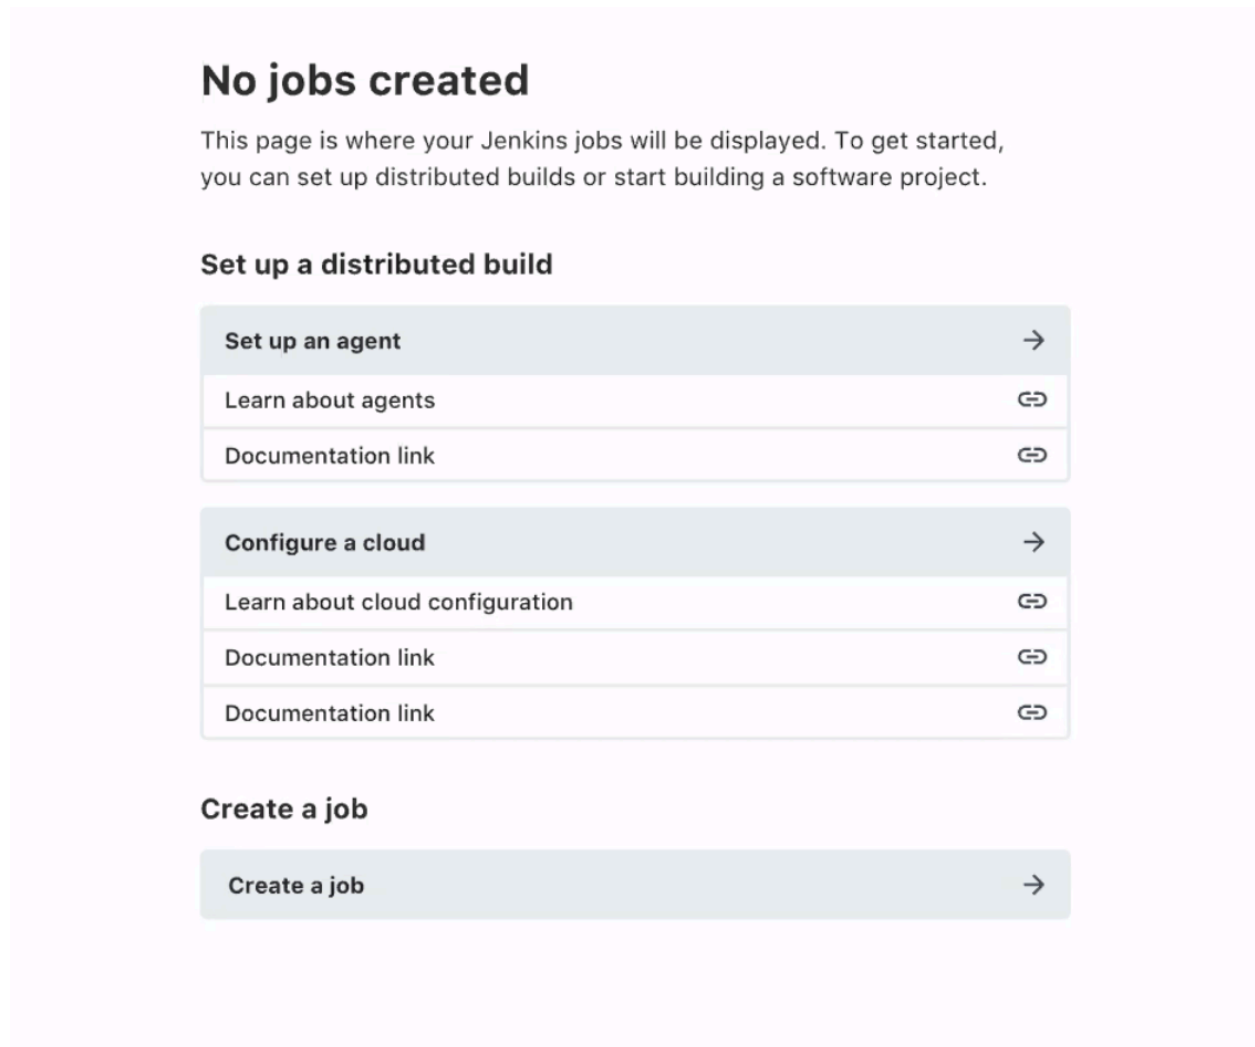 No jobs created
This page is where your Jenkins jobs will be displayed. To get started,
you can set up distributed builds or start building a software project.
Set up a distributed build
Set up an agent
Learn about agents
Documentation link
Configure a cloud
Learn about cloud configuration
Documentation link
Documentation link
Create a job
Create a job